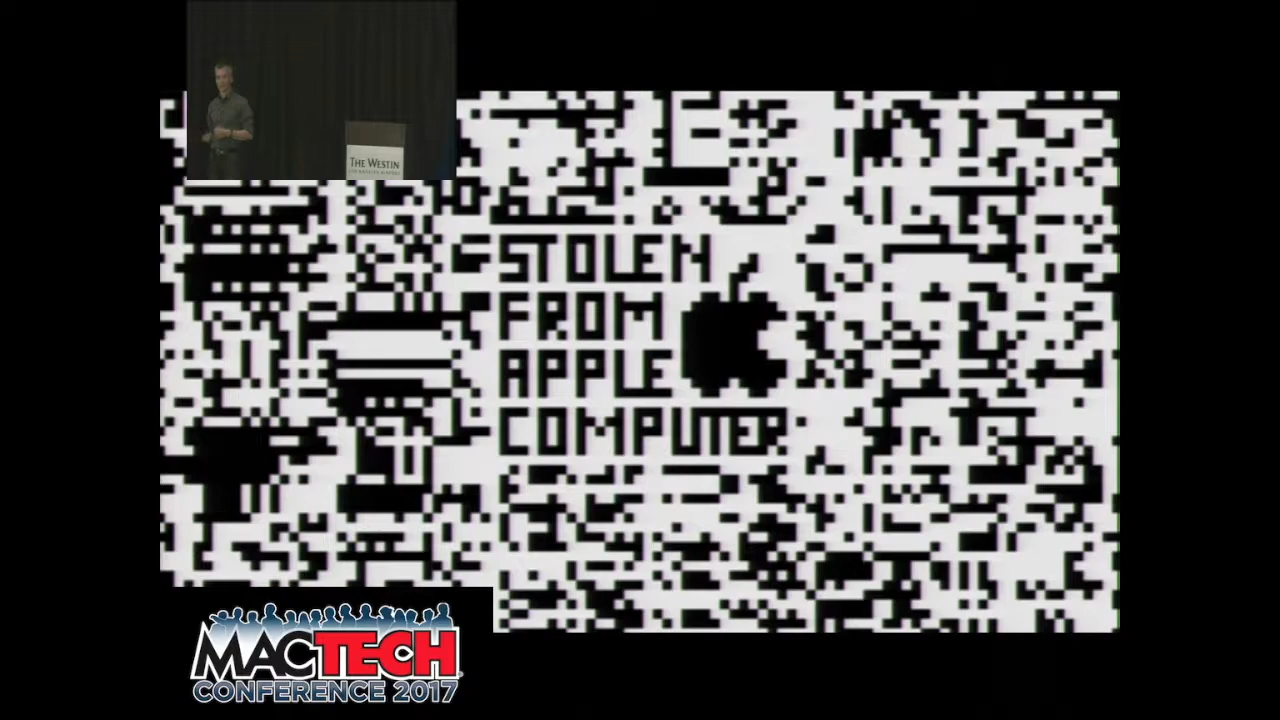 THE WESTIN
STOLEN
FROM
APPLE
COMPUTER
MACTECH
CONFERENCE 2017